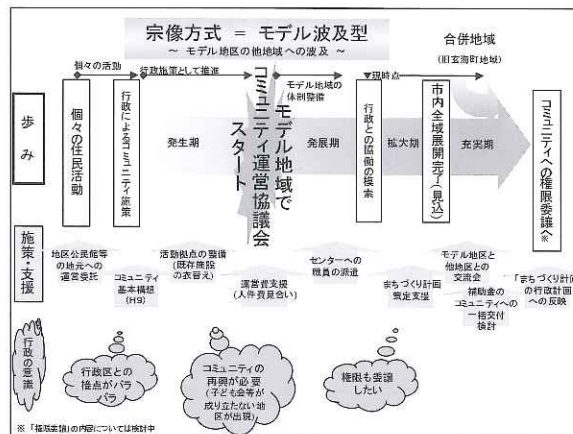 宗像方式 = モデル波及型
~ モデル地区の他地域への波及 ~
合併地域
(旧玄海町地域)
個々の活動
行政施策として推進
モデル地域の
体制整備
現時点
歩み
個々の住民活動
行政によるコミュニティ施策
発生期
コミュニティ運営協議会
モデル地域で
スタート
発展期
行政との協働の模索
拡大期
市内全域展開完了(見込)
充実期
コミュニティへの権限委譲へ※
施策・支援
地区公民館等
の地元への
運営委託
コミュニティ
基本構想
(H9)
活動拠点の整備
(既存施設
の衣替え)
運営費支援
(人件費見合い)
センターへの
職員の派遣
まちづくり計画
策定支援
モデル地区と
他地区との
交流会
補助金の
コミュニティへの
一括交付
検討
「まちづくり計画」
の行政計画
への反映
行政の意識
行政区との
接点がバラ
バラ
コミュニティの
再興が必要
(子ども会等が
成り立たない地
区が出現)
権限も委譲
したい
※ 「権限委譲」の内容については検討中